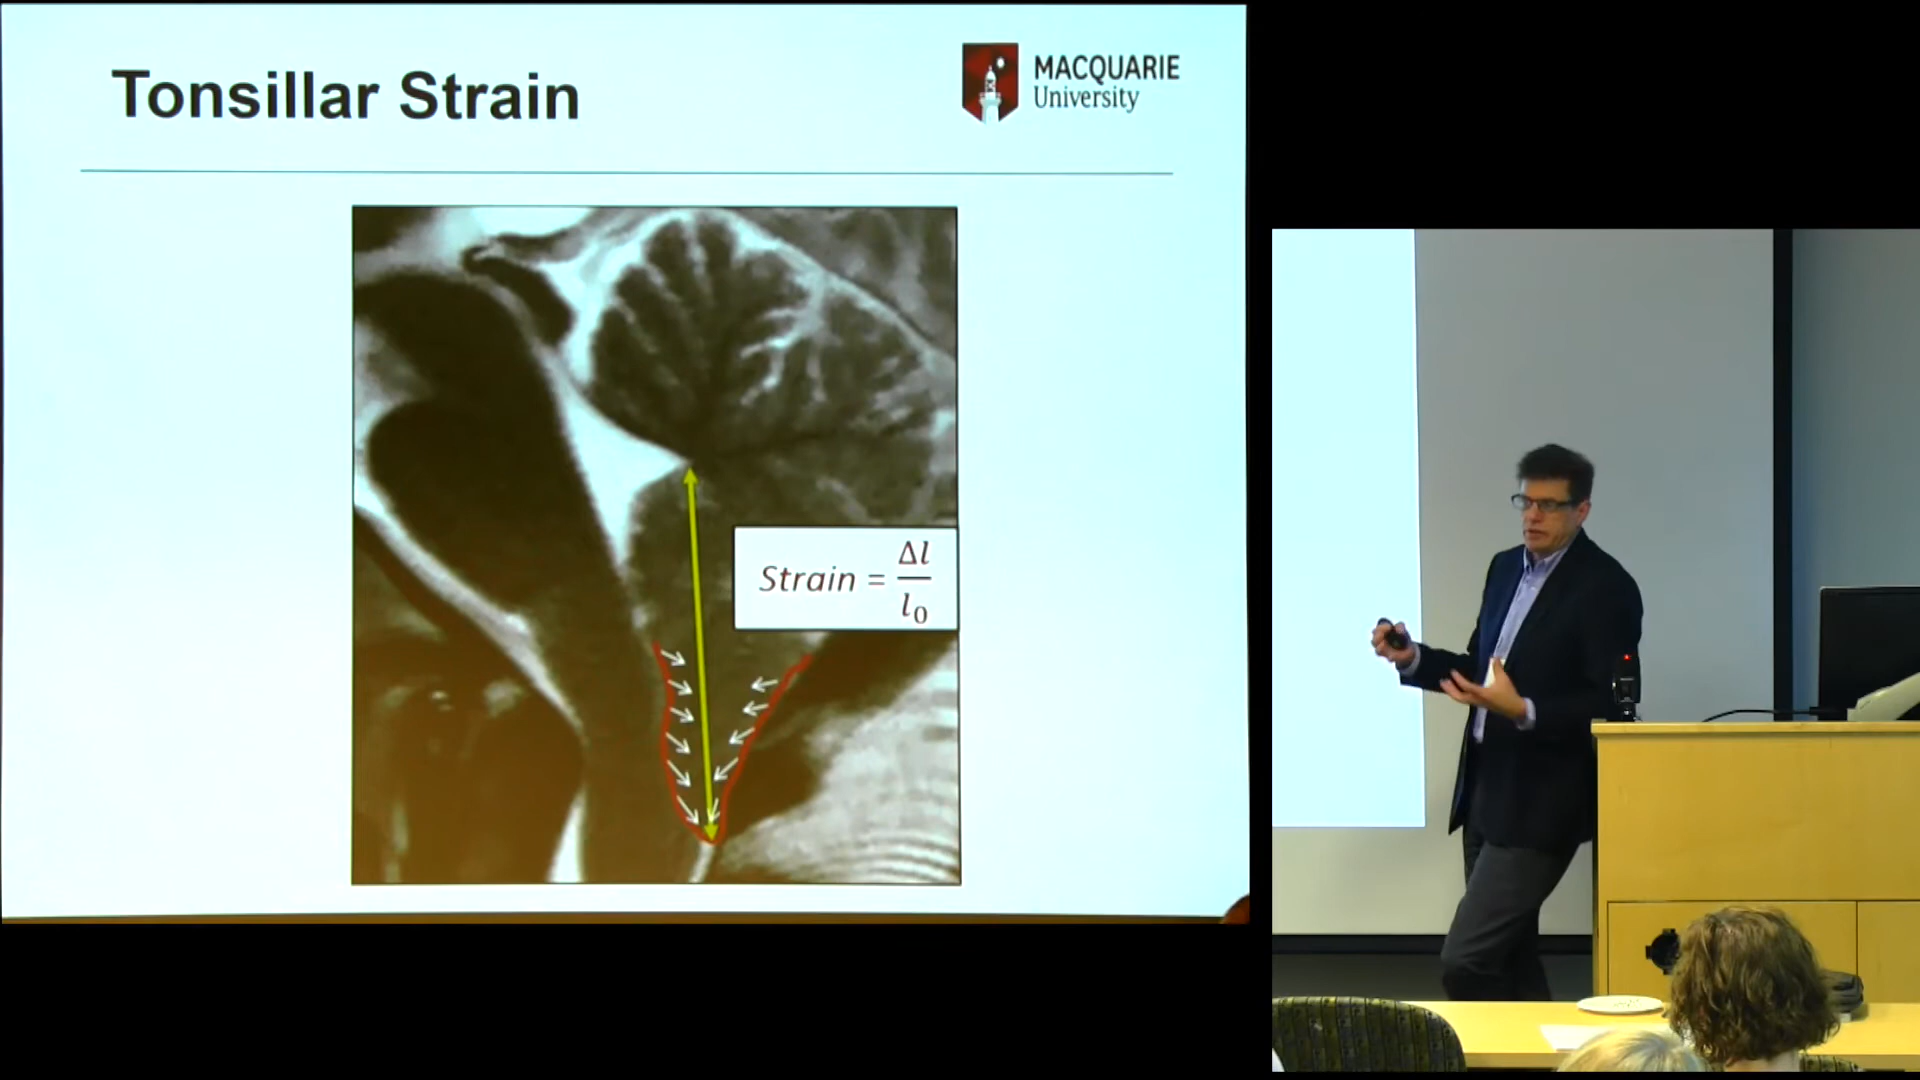 Tonsillar Strain
MACQUARIE
University
Strain = Δl/l₀